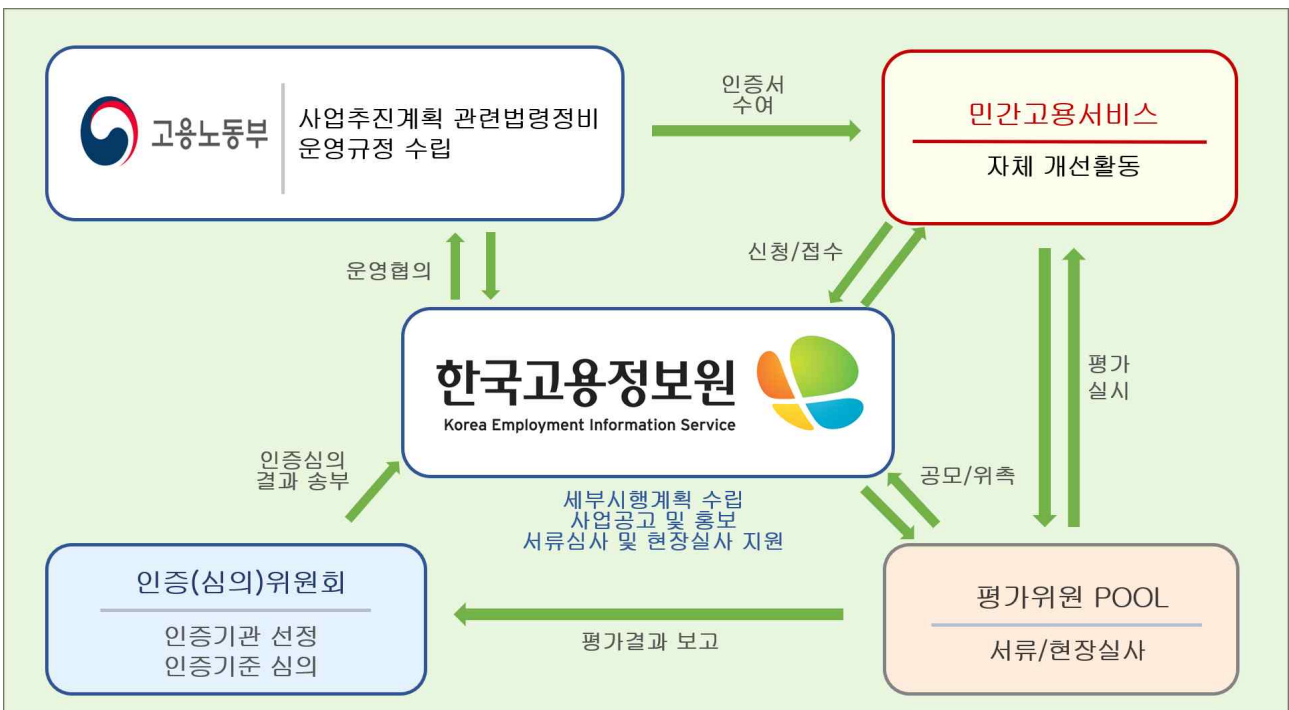 고용노동부
사업추진계획 관련법령정비
운영규정 수립
인증서
수여
민간고용서비스
자체 개선활동
운영협의
신청/접수
한국고용정보원
Korea Employment Information Service
평가
실시
인증심의
결과 송부
공모/위촉
세부시행계획 수립
사업공고 및 홍보
서류심사 및 현장실사 지원
인증(심의)위원회
인증기관 선정
인증기준 심의
평가결과 보고
평가위원 POOL
서류/현장실사